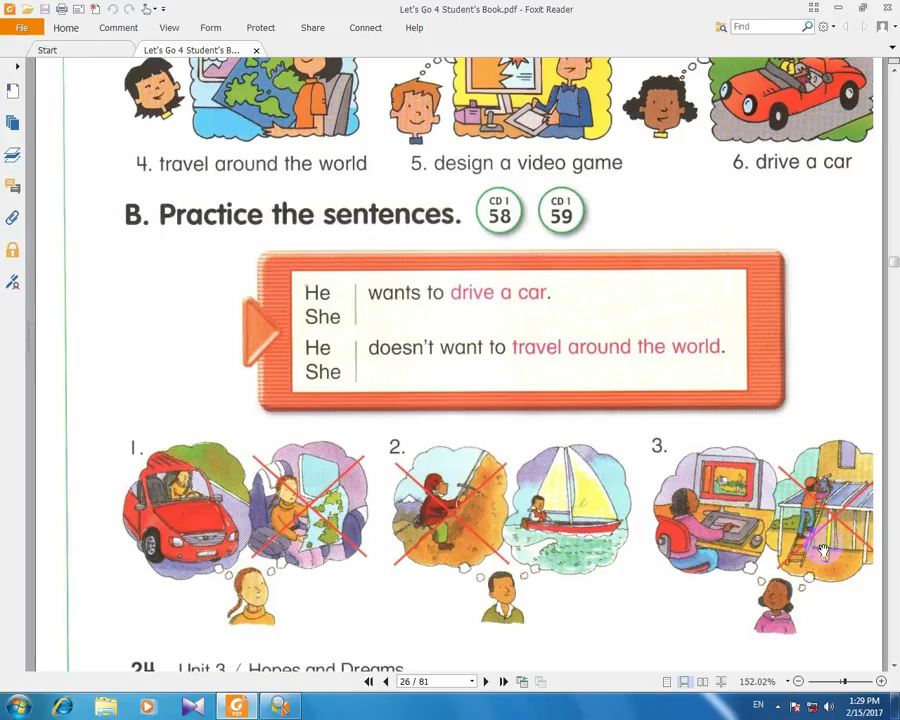 Let's Go 4 Student's Book.pdf - Foxit Reader
File Home Comment View Form Protect Share Connect Help
Find
Start Let's Go 4 Student's B...
4. travel around the world 5. design a video game 6. drive a car
B. Practice the sentences. CD 1 58 CD 1 59
He wants to drive a car.
She
He doesn't want to travel around the world.
She
1. 2. 3.
24 Unit 3 / Hopes and Dreams
26 / 81 152.02%
EN 1:29 PM
2/15/2017